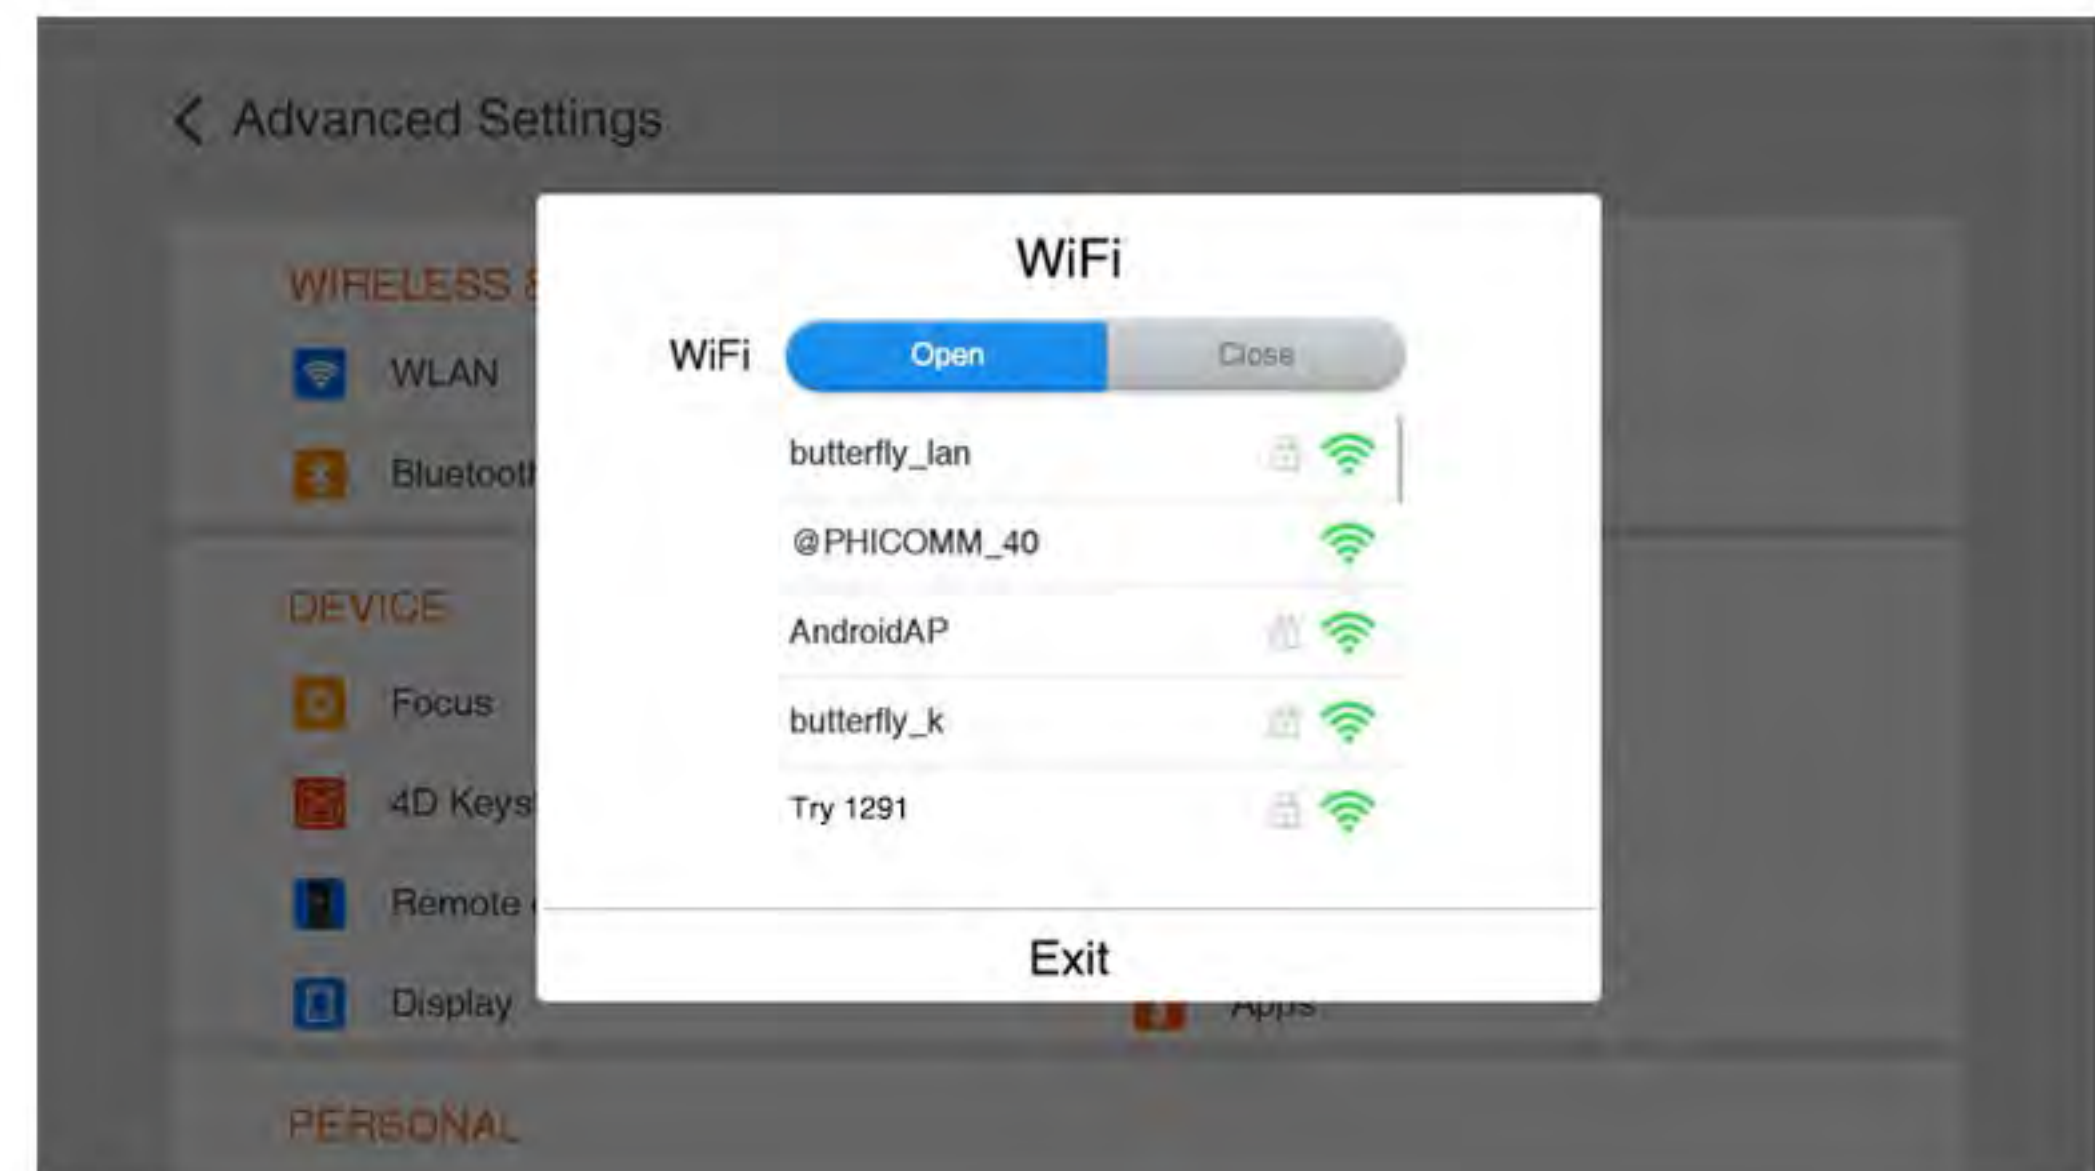 Advanced Settings
WiFi
WIRELESS &
WiFi Open Close
WLAN
butterfly_lan
Bluetooth
@PHICOMM_40
DEVICE
AndroidAP
Focus
butterfly_k
4D Keys
Try 1291
Remote
Exit
Display
Apps
PERSONAL